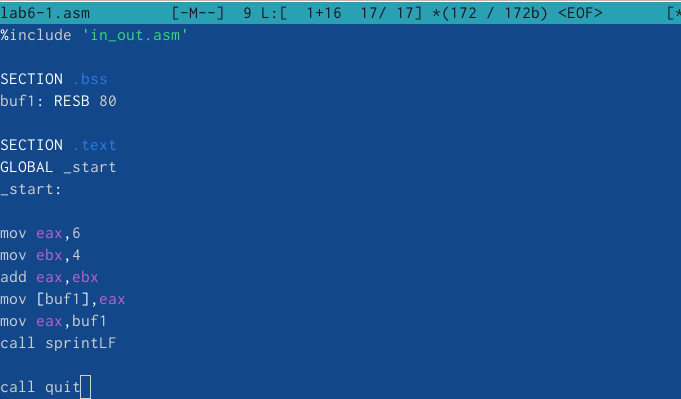 lab6-1.asm [-M--] 9 L:[ 1+16 17/ 17] *(172 / 172b) <EOF> [*
%include 'in_out.asm'
SECTION .bss
buf1: RESB 80
SECTION .text
GLOBAL _start
_start:
mov eax,6
mov ebx,4
add eax,ebx
mov [buf1],eax
mov eax,buf1
call sprintLF
call quit